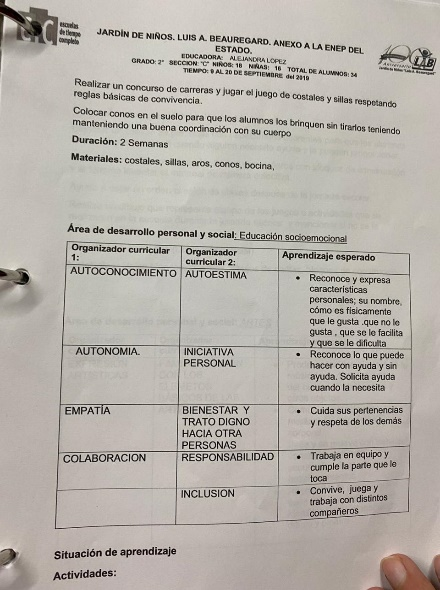 escuelas
de tiempo
completo
JARDÍN DE NIÑOS. LUIS A. BEAUREGARD. ANEXO A LA ENEP DEL
ESTADO.
EDUCADORA: ALEJANDRA LÓPEZ
GRADO: 2° SECCION: "C" NIÑOS: 18 NIÑAS: 16 TOTAL DE ALUMNOS: 34
TIEMPO: 9 AL 20 DE SEPTIEMBRE del 2019
Aniversario
LAB
Realizar un concurso de carreras y jugar el juego de costales y sillas respetando
reglas básicas de convivencia.
Colocar conos en el suelo para que los alumnos los brinquen sin tirarlos teniendo
manteniendo una buena coordinación con su cuerpo
Duración: 2 Semanas
Materiales: costales, sillas, aros, conos, bocina,
Área de desarrollo personal y social: Educación socioemocional
Organizador curricular
1:
Organizador
curricular 2:
Aprendizaje esperado
AUTOCONOCIMIENTO
AUTOESTIMA
• Reconoce y expresa
características
personales; su nombre,
cómo es físicamente
que le gusta .que no le
gusta , que se le facilita
y que se le dificulta
AUTONOMIA.
INICIATIVA
PERSONAL
• Reconoce lo que puede
hacer con ayuda y sin
ayuda. Solicita ayuda
cuando la necesita
EMPATÍA
BIENESTAR Y
TRATO DIGNO
HACIA OTRA
PERSONAS
• Cuida sus pertenencias
y respeta de los demás
COLABORACION
RESPONSABILIDAD
• Trabaja en equipo y
cumple la parte que le
toca
INCLUSION
• Convive, juega y
trabaja con distintos
compañeros
Situación de aprendizaje
Actividades: